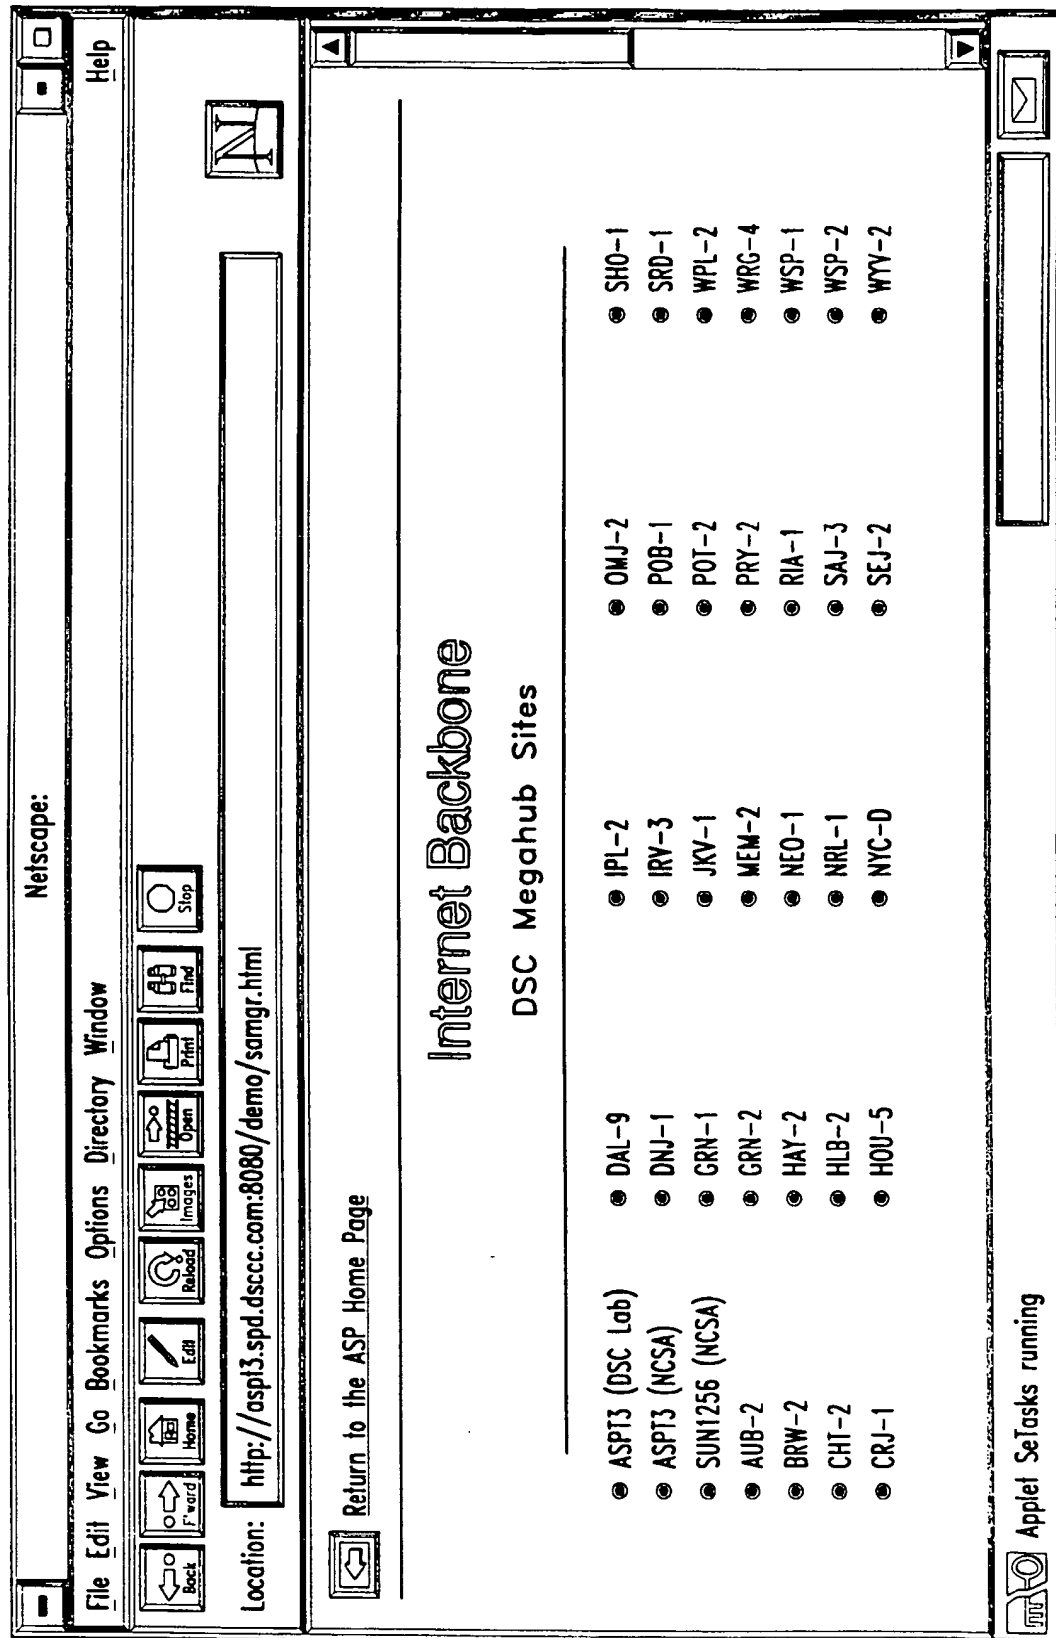 Netscape:
File Edit View Go Bookmarks Options Directory Window Help
Back F'ward Home Edit Reload Images Open Print Find Stop
Location: http://aspt3.spd.dsccc.com:8080/demo/samgr.html
N
Return to the ASP Home Page
Internet Backbone
DSC Megahub Sites
ASPT3 (DSC Lab) DAL-9 IPL-2 OMJ-2 SHO-1
ASPT3 (NCSA) DNJ-1 IRV-3 POB-1 SRD-1
SUN1256 (NCSA) GRN-1 JKV-1 POT-2 WPL-2
AUB-2 GRN-2 MEM-2 PRY-2 WRG-4
BRW-2 HAY-2 NEO-1 RIA-1 WSP-1
CHT-2 HLB-2 NRL-1 SAJ-3 WSP-2
CRJ-1 HOU-5 NYC-D SEJ-2 WYV-2
Applet SeTasks running